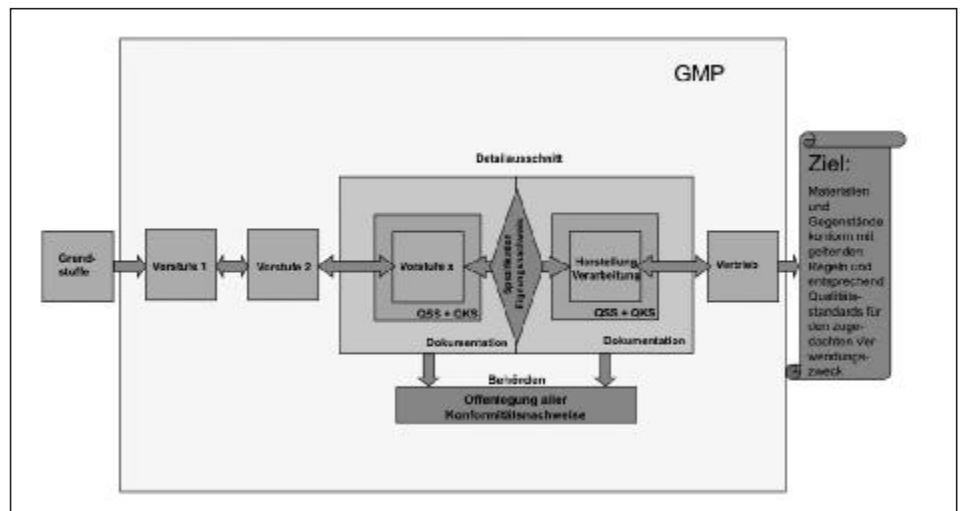 GMP
Detailausschnitt
Grund-
stoffe
Vorstufe 1
Vorstufe 2
Vorstufe x
QSS + QKS
Dokumentation
Spezifikation
Eignungsnachweis
Herstellung
Verarbeitung
QSS + QKS
Dokumentation
Vertrieb
Behörden
Offenlegung aller
Konformitätsnachweise
Ziel:
Materialien
und
Gegenstände
konform mit
geltenden
Regeln und
entsprechend
Qualitäts-
standards für
den zuge-
dachten Ver
wendungs-
zweck